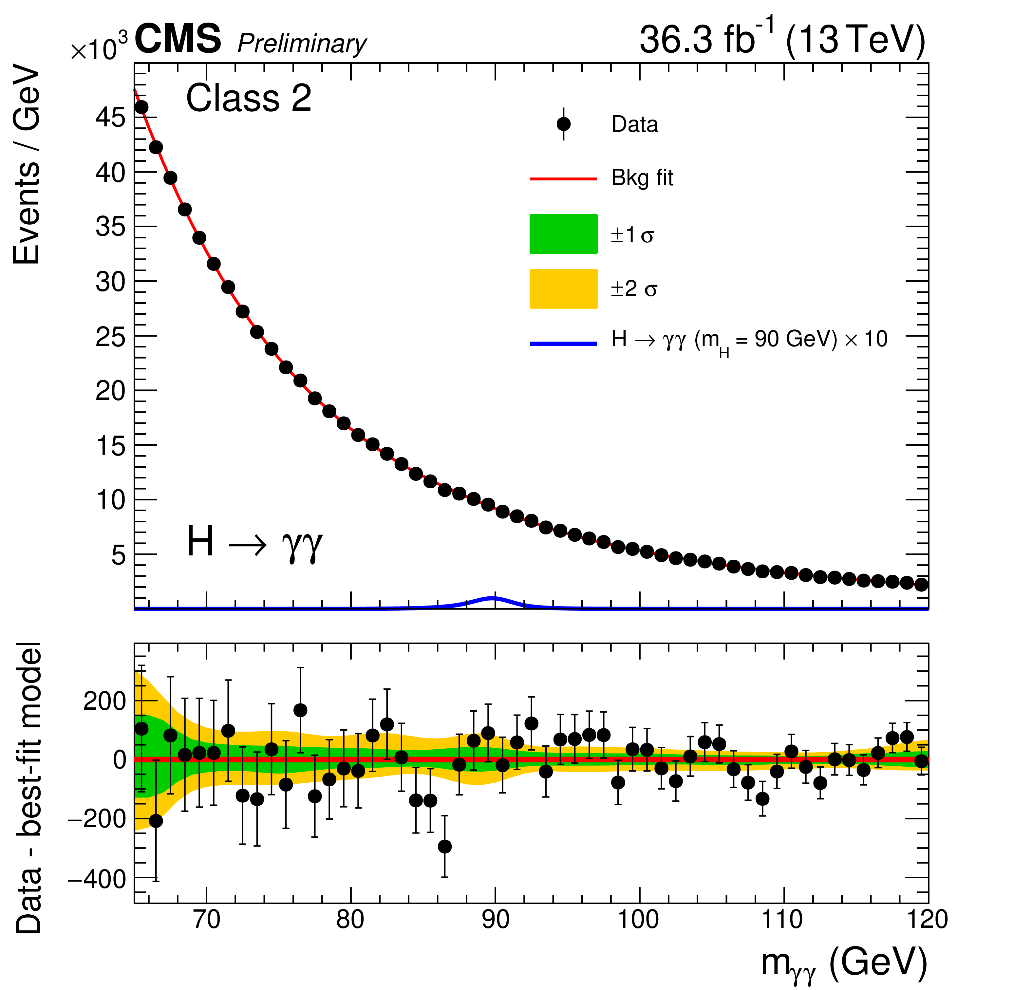 ×10³ CMS Preliminary 36.3 fb⁻¹ (13 TeV)
Events / GeV
Class 2
Data
Bkg fit
±1 σ
±2 σ
H → γγ (m_H = 90 GeV) × 10
45
40
35
30
25
20
15
10
5
H → γγ
Data - best-fit model
200
0
−200
−400
70 80 90 100 110 120
m_γγ (GeV)